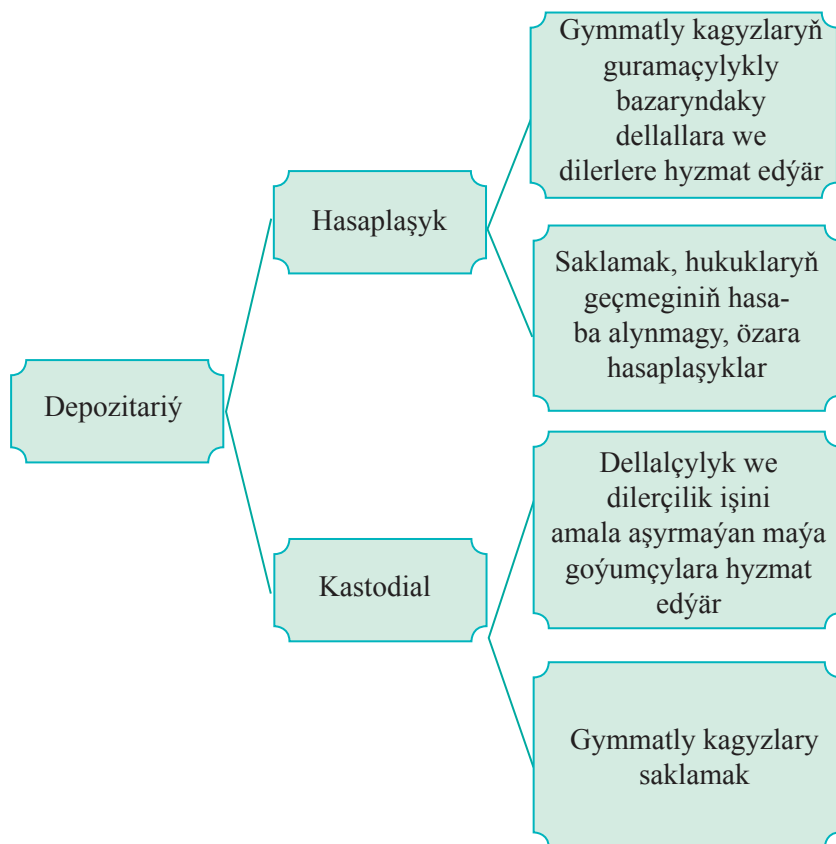 Gymmatly kagyzlaryň
guramaçylykly
bazaryndaky
dellallara we
dilerlere hyzmat edýär
Hasaplaşyk
Saklamak, hukuklaryň
geçmeginiň hasa-
ba alynmagy, özara
hasaplaşyklar
Depozitariý
Dellalçylyk we
dilerçilik işini
amala aşyrmaýan maýa
goýumçylara hyzmat
edýär
Kastodial
Gymmatly kagyzlary
saklamak